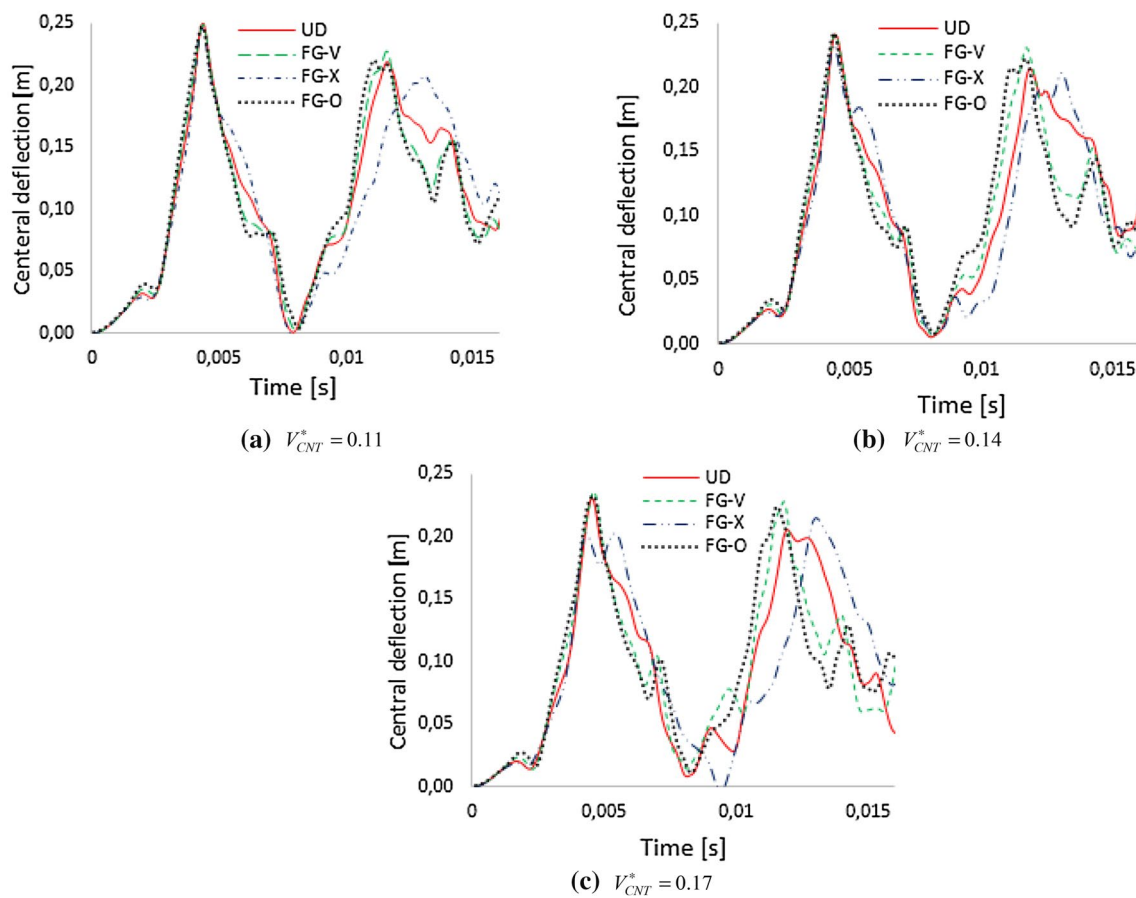 Centeral deflection [m]
0,25
0,20
0,15
0,10
0,05
0,00
UD
FG-V
FG-X
FG-O
0
0,005
0,01
0,015
Time [s]
(a) V*CNT = 0.11
Central deflection [m]
0,25
0,20
0,15
0,10
0,05
0,00
UD
FG-V
FG-X
FG-O
0
0,005
0,01
0,015
Time [s]
(b) V*CNT = 0.14
Central deflection [m]
0,25
0,20
0,15
0,10
0,05
0,00
UD
FG-V
FG-X
FG-O
0
0,005
0,01
0,015
Time [s]
(c) V*CNT = 0.17